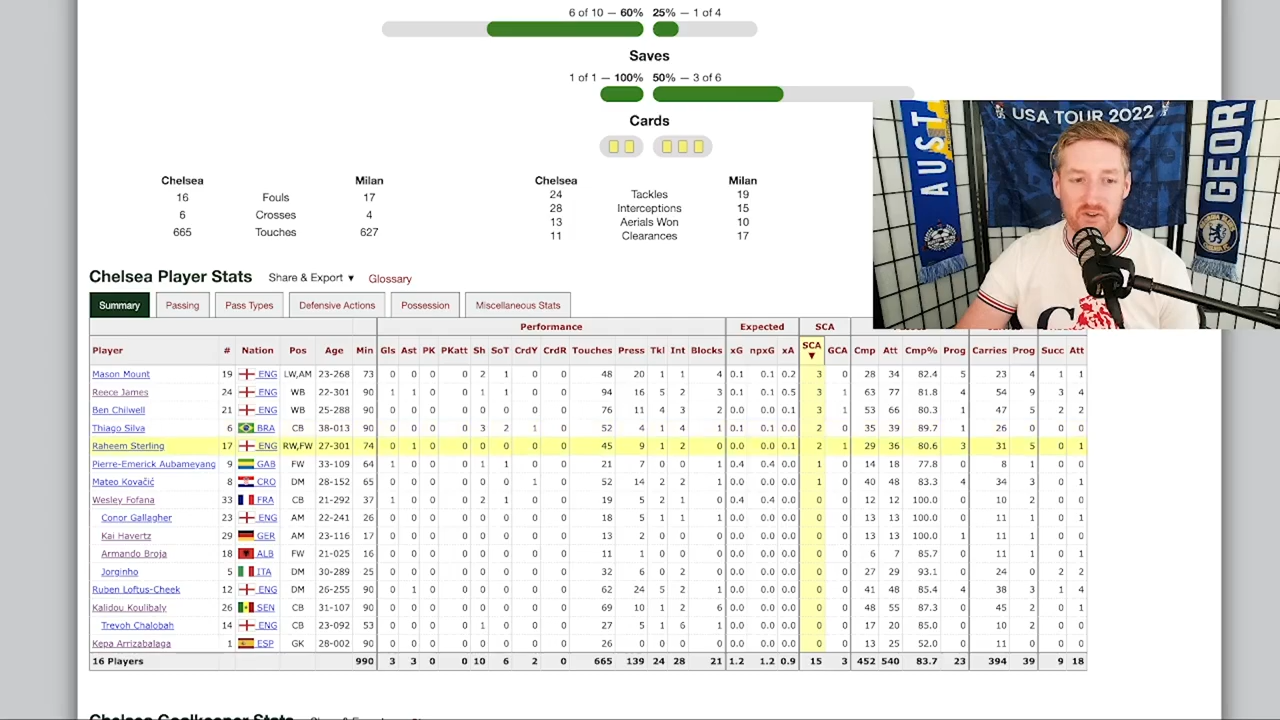 6 of 10 — 60% 25% — 1 of 4
Saves
1 of 1 — 100% 50% — 3 of 6
Cards
USA TOUR 2022
AUST
GEOR
Chelsea Milan Chelsea Milan
16 Fouls 17 24 Tackles 19
6 Crosses 4 28 Interceptions 15
665 Touches 627 13 Aerials Won 10
11 Clearances 17
Chelsea Player Stats Share & Export ▼ Glossary
Summary Passing Pass Types Defensive Actions Possession Miscellaneous Stats
Performance Expected SCA
Player # Nation Pos Age Min Gls Ast PK PKatt Sh SoT CrdY CrdR Touches Press Tkl Int Blocks xG npxG xA SCA ▼ GCA Cmp Att Cmp% Prog Carries Prog Succ Att
Mason Mount 19 ENG LW,AM 23-268 73 0 0 0 0 2 1 0 0 48 20 1 1 4 0.1 0.1 0.2 3 0 28 34 82.4 5 23 4 1 1
Reece James 24 ENG WB 22-301 90 1 1 0 0 1 1 0 0 94 16 5 2 3 0.1 0.1 0.5 3 1 63 77 81.8 4 54 9 3 4
Ben Chilwell 21 ENG WB 25-288 90 0 0 0 0 0 0 0 0 76 11 4 3 2 0.0 0.0 0.1 3 1 53 66 80.3 1 47 5 2 2
Thiago Silva 6 BRA CB 38-013 90 0 0 0 0 3 2 1 0 52 4 1 4 1 0.1 0.1 0.0 2 0 35 39 89.7 1 26 0 0 0
Raheem Sterling 17 ENG RW,FW 27-301 74 0 1 0 0 0 0 0 0 45 9 1 2 0 0.0 0.0 0.1 2 1 29 36 80.6 3 31 5 0 1
Pierre-Emerick Aubameyang 9 GAB FW 33-109 64 1 0 0 0 1 1 0 0 21 7 0 0 1 0.4 0.4 0.0 1 0 14 18 77.8 0 8 1 0 0
Mateo Kovačić 8 CRO DM 28-152 65 0 0 0 0 0 0 1 0 52 14 2 2 1 0.0 0.0 0.0 1 0 40 48 83.3 4 34 3 0 1
Wesley Fofana 33 FRA CB 21-292 37 1 0 0 0 2 1 0 0 19 5 2 1 0 0.4 0.4 0.0 0 0 12 12 100.0 0 10 2 0 0
Conor Gallagher 23 ENG AM 22-241 26 0 0 0 0 0 0 0 0 18 5 1 1 1 0.0 0.0 0.0 0 0 13 13 100.0 0 11 1 0 1
Kai Havertz 29 GER AM 23-116 17 0 0 0 0 0 0 0 0 13 2 0 0 0 0.0 0.0 0.0 0 0 13 13 100.0 1 11 1 0 0
Armando Broja 18 ALB FW 21-025 16 0 0 0 0 0 0 0 0 11 1 0 0 0 0.0 0.0 0.0 0 0 6 7 85.7 0 11 1 0 1
Jorginho 5 ITA DM 30-289 25 0 0 0 0 0 0 0 0 32 6 0 2 0 0.0 0.0 0.0 0 0 27 29 93.1 0 24 0 2 2
Ruben Loftus-Cheek 12 ENG DM 26-255 90 0 1 0 0 0 0 0 0 62 24 5 2 1 0.0 0.0 0.0 0 0 41 48 85.4 4 38 3 1 4
Kalidou Koulibaly 26 SEN CB 31-107 90 0 0 0 0 0 0 0 0 69 10 1 2 6 0.0 0.0 0.0 0 0 48 55 87.3 0 45 2 0 1
Trevoh Chalobah 14 ENG CB 23-092 53 0 0 0 0 1 0 0 0 27 5 1 6 1 0.0 0.0 0.0 0 0 17 20 85.0 0 10 2 0 0
Kepa Arrizabalaga 1 ESP GK 28-002 90 0 0 0 0 0 0 0 0 26 0 0 0 0 0.0 0.0 0.0 0 0 13 25 52.0 0 11 0 0 0
16 Players 990 3 3 0 0 10 6 2 0 665 139 24 28 21 1.2 1.2 0.9 15 3 452 540 83.7 23 394 39 9 18